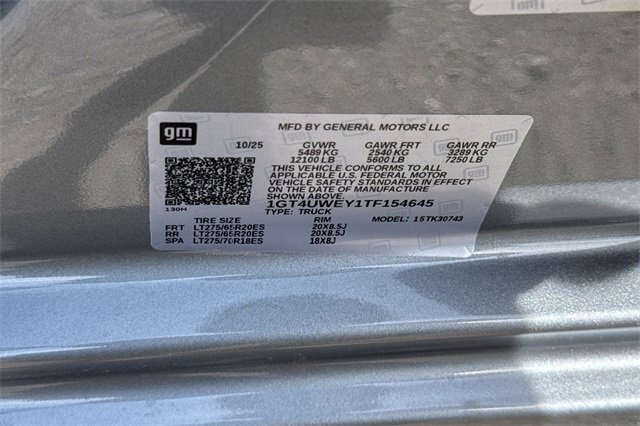 gm
MFD BY GENERAL MOTORS LLC
10/25 GVWR GAWR FRT GAWR RR
5489 KG 2540 KG 3289 KG
12100 LB 5600 LB 7250 LB
THIS VEHICLE CONFORMS TO ALL
APPLICABLE U.S. FEDERAL MOTOR
VEHICLE SAFETY STANDARDS IN EFFECT
ON THE DATE OF MANUFACTURE
SHOWN ABOVE.
1GT4UWEY1TF154645
130H TYPE: TRUCK MODEL: 15TK30743
TIRE SIZE RIM
FRT LT275/65R20ES 20X8.5J
RR LT275/65R20ES 20X8.5J
SPA LT275/70R18ES 18X8J